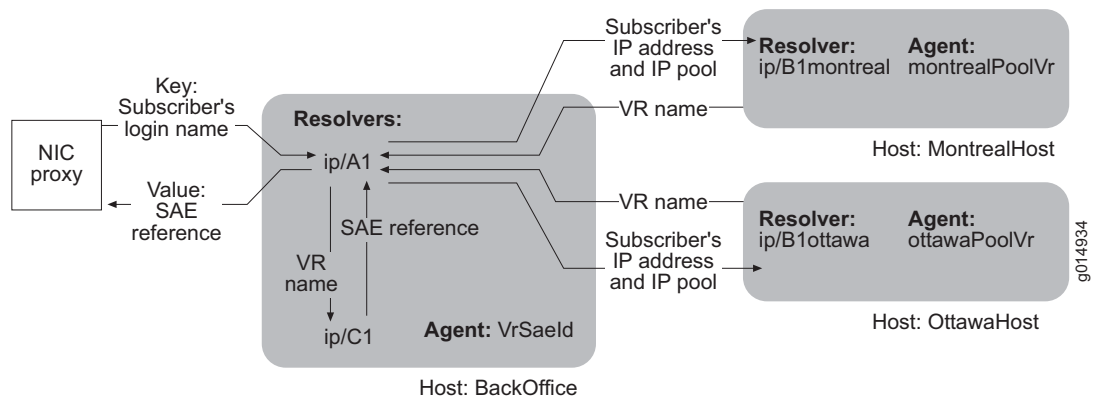 Key:
Subscriber's
login name
NIC
proxy
Value:
SAE
reference
Resolvers:
ip/A1
SAE reference
VR
name
ip/C1
Agent: VrSaeId
Host: BackOffice
Subscriber's
IP address
and IP pool
VR name
Resolver: Agent:
ip/B1montreal montrealPoolVr
Host: MontrealHost
VR name
Subscriber's
IP address
and IP pool
Resolver: Agent:
ip/B1ottawa ottawaPoolVr
Host: OttawaHost
g014934